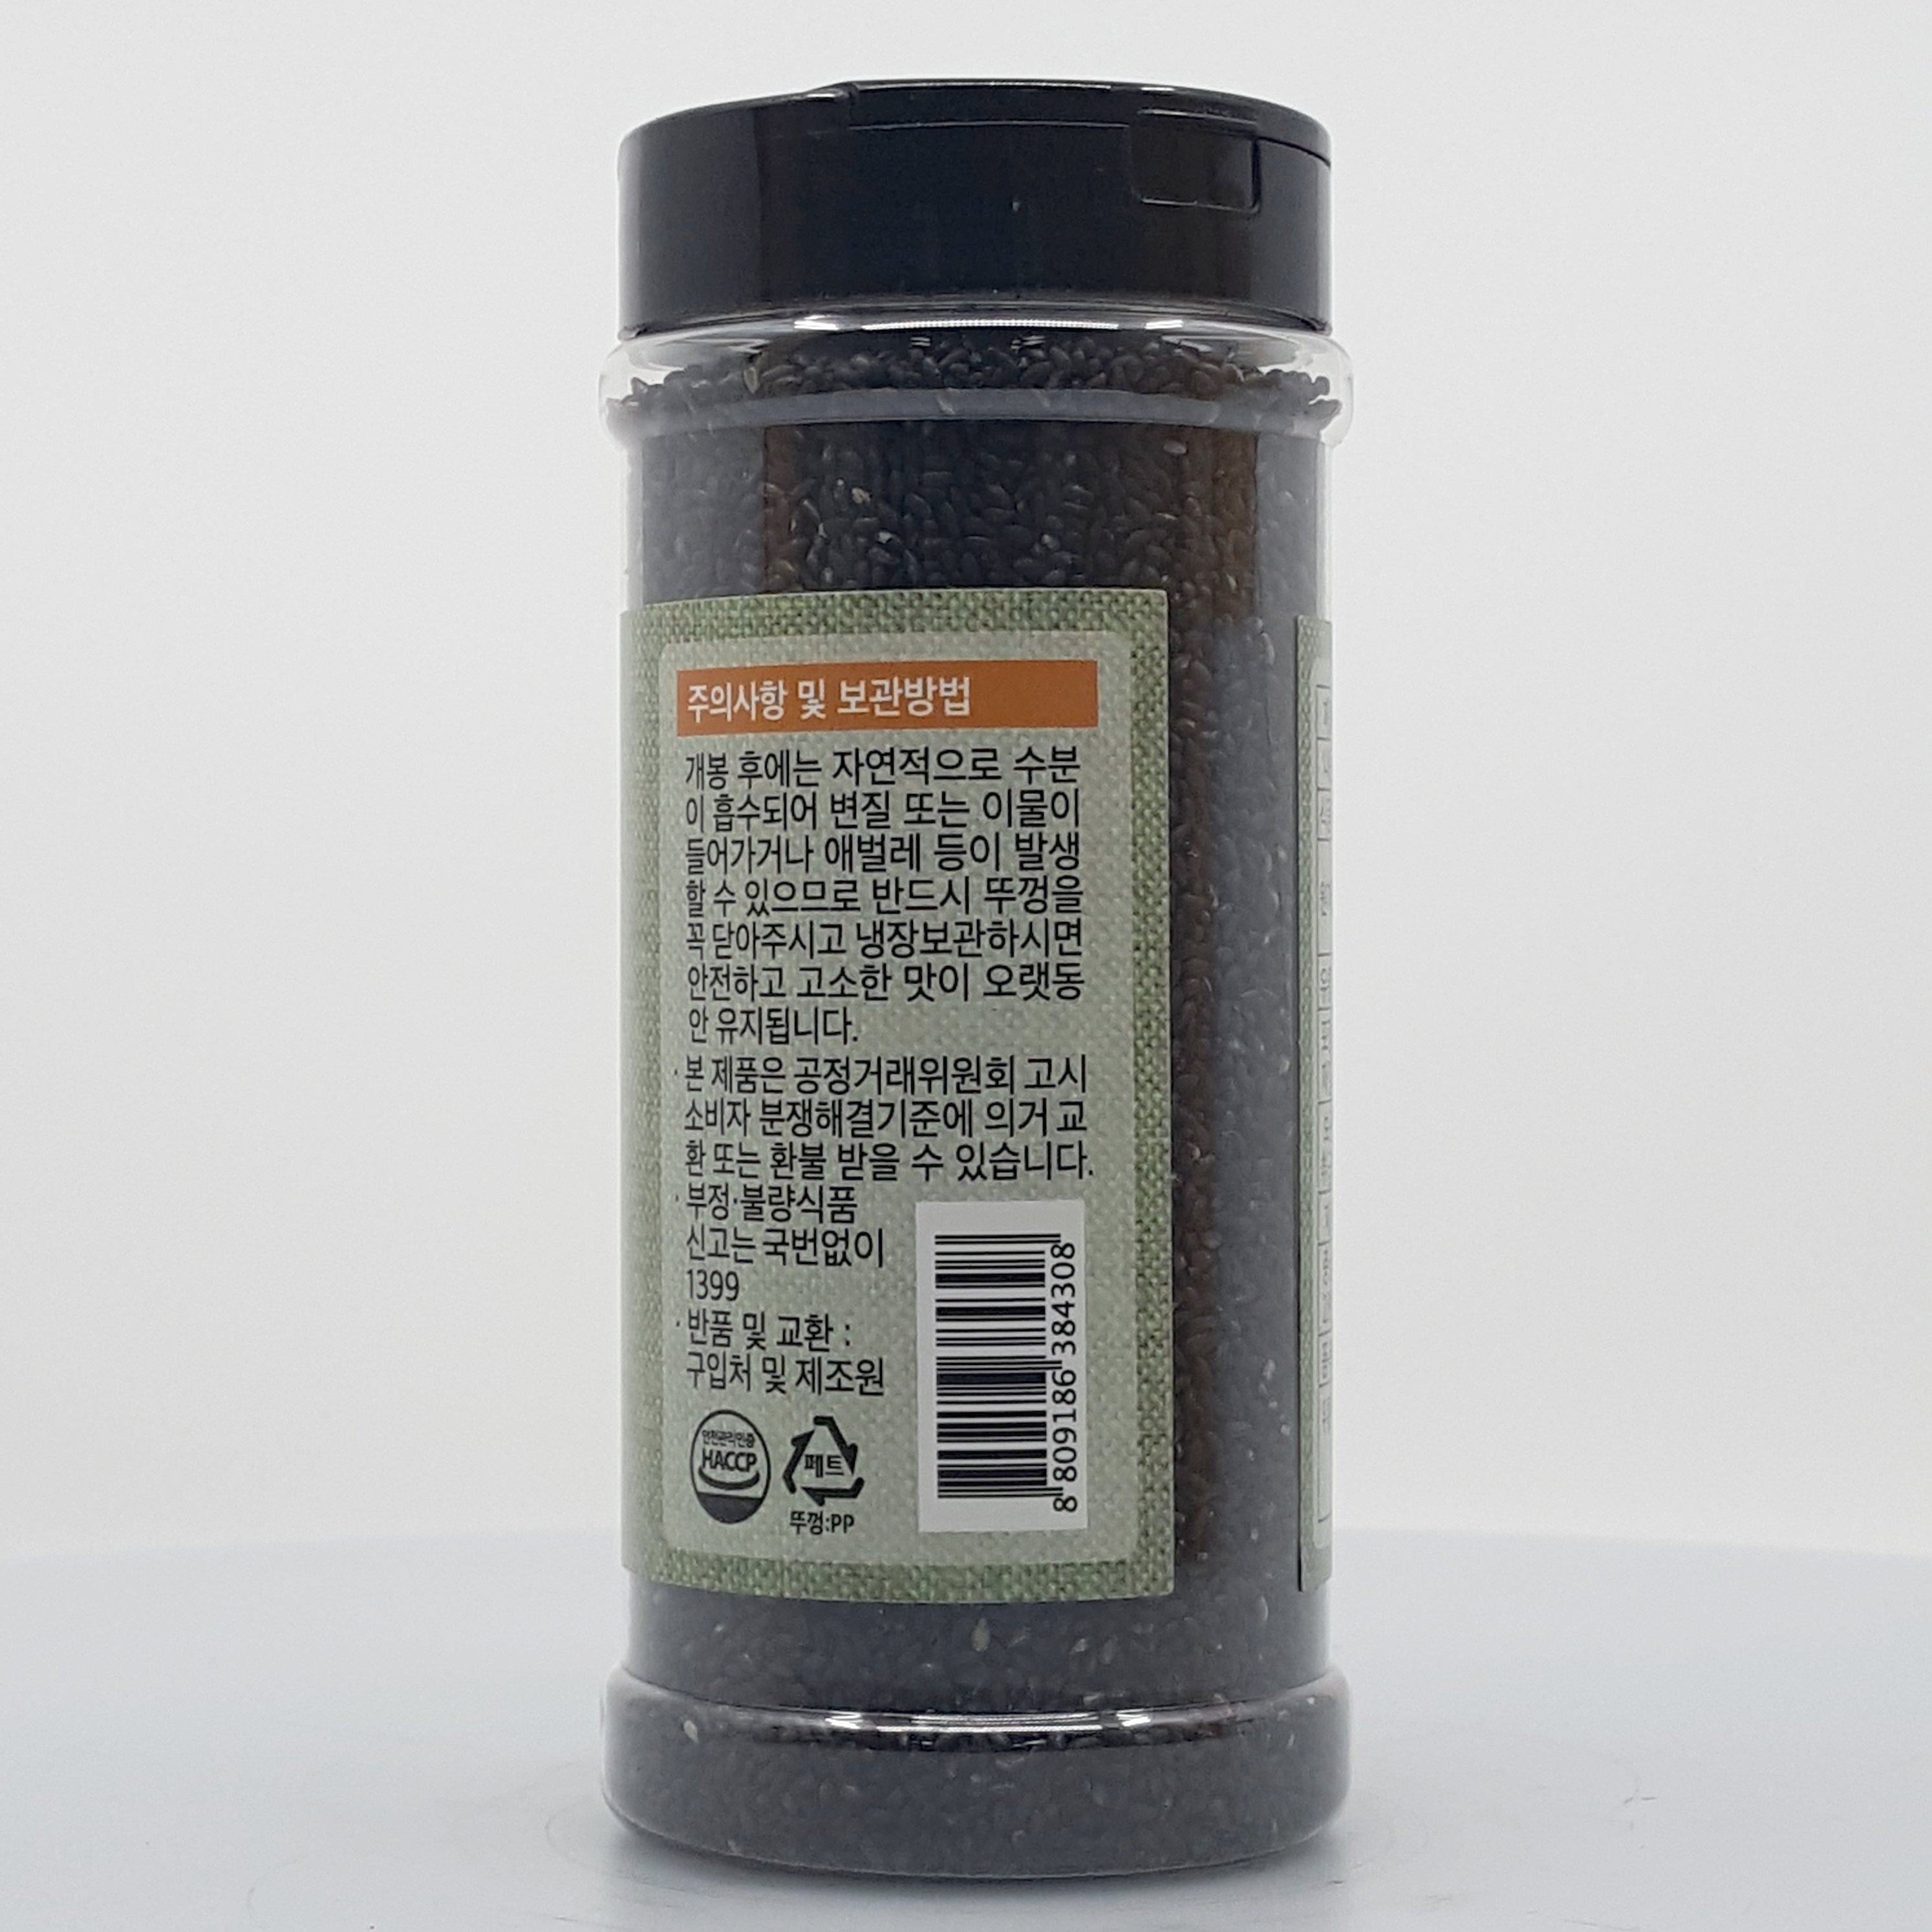 주의사항 및 보관방법
개봉 후에는 자연적으로 수분
이 흡수되어 변질 또는 이물이
들어가거나 애벌레 등이 발생
할 수 있으므로 반드시 뚜껑을
꼭 닫아주시고 냉장보관하시면
안전하고 고소한 맛이 오랫동
안 유지됩니다.
· 본 제품은 공정거래위원회 고시
소비자 분쟁해결기준에 의거 교
환 또는 환불 받을 수 있습니다.
· 부정·불량식품
신고는 국번없이
1399
· 반품 및 교환 :
구입처 및 제조원
안전관리인증
HACCP
페트
뚜껑:PP
8 809186 384308